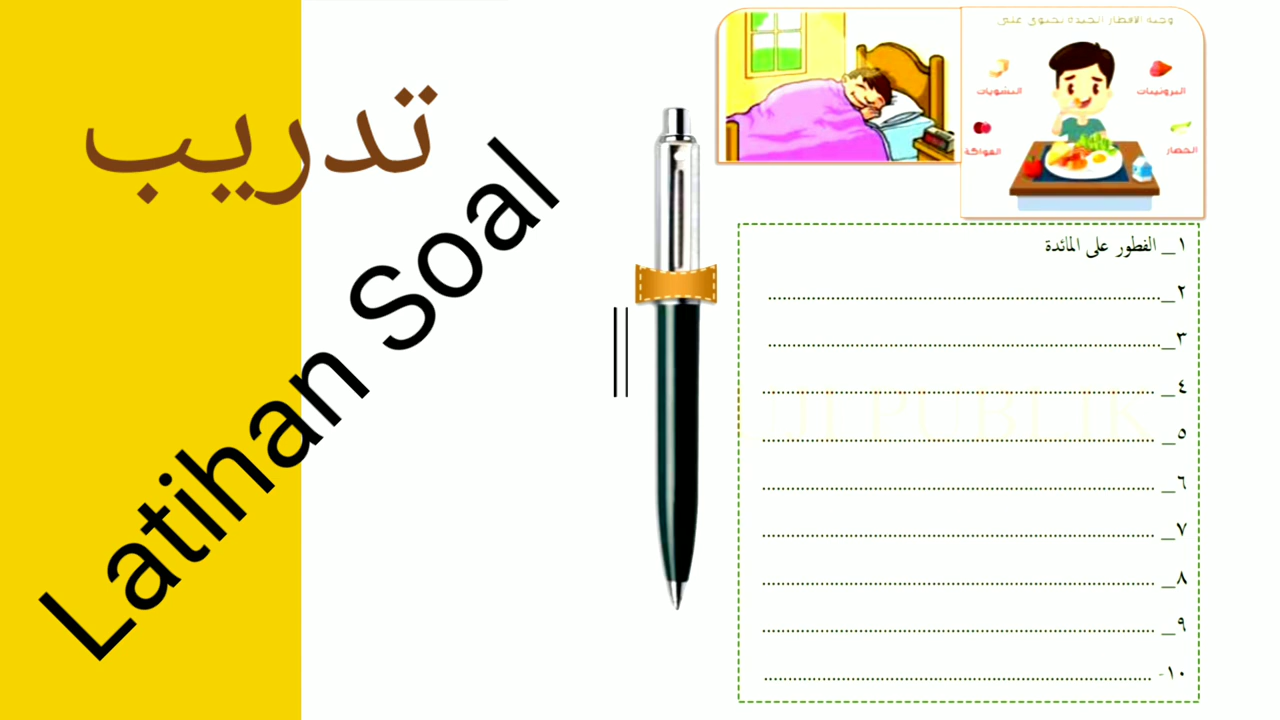 تدريب
Latihan Soal
وجبة الافطار الجيدة تحتوي على
النشويات
البروتينات
الفواكة
الخضار
١_ الفطور على المائدة
٢_........................................
٣_........................................
٤_ ........................................
٥_ ........................................
٦_ ........................................
٧_ ........................................
٨_ ........................................
٩_ ........................................
١٠- ........................................
PUBLIK